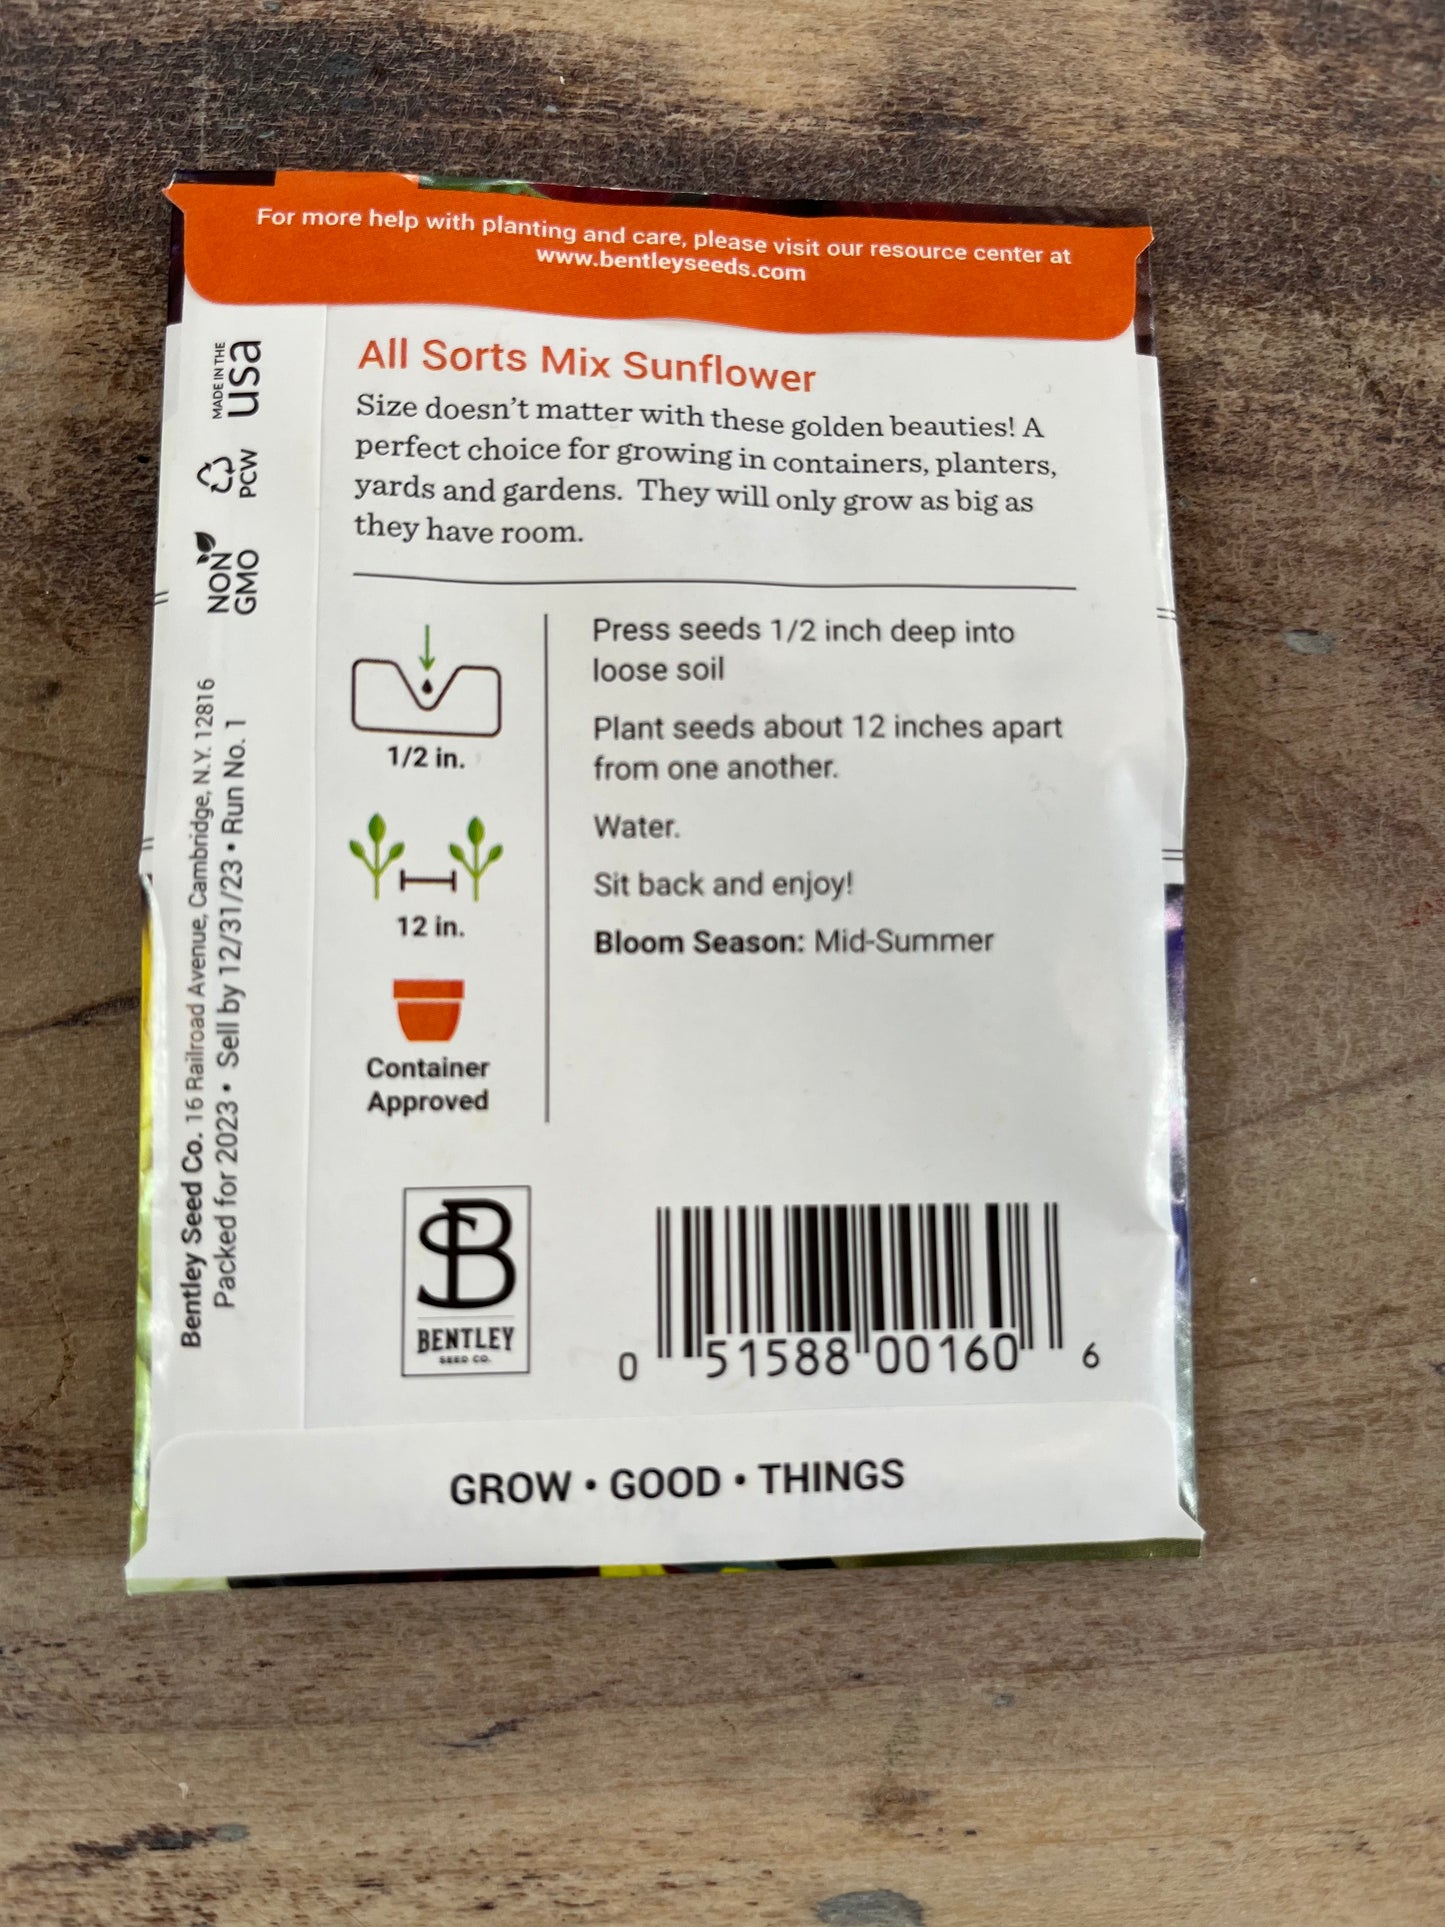 For more help with planting and care, please visit our resource center at
www.bentleyseeds.com
MADE IN THE
usa
PCW
NON
GMO
Bentley Seed Co. 16 Railroad Avenue, Cambridge, N.Y. 12816
Packed for 2023 • Sell by 12/31/23 • Run No. 1
All Sorts Mix Sunflower
Size doesn't matter with these golden beauties! A
perfect choice for growing in containers, planters,
yards and gardens. They will only grow as big as
they have room.
1/2 in.
12 in.
Container
Approved
Press seeds 1/2 inch deep into
loose soil
Plant seeds about 12 inches apart
from one another.
Water.
Sit back and enjoy!
Bloom Season: Mid-Summer
SB
BENTLEY
SEED CO.
0 51588 00160 6
GROW • GOOD • THINGS